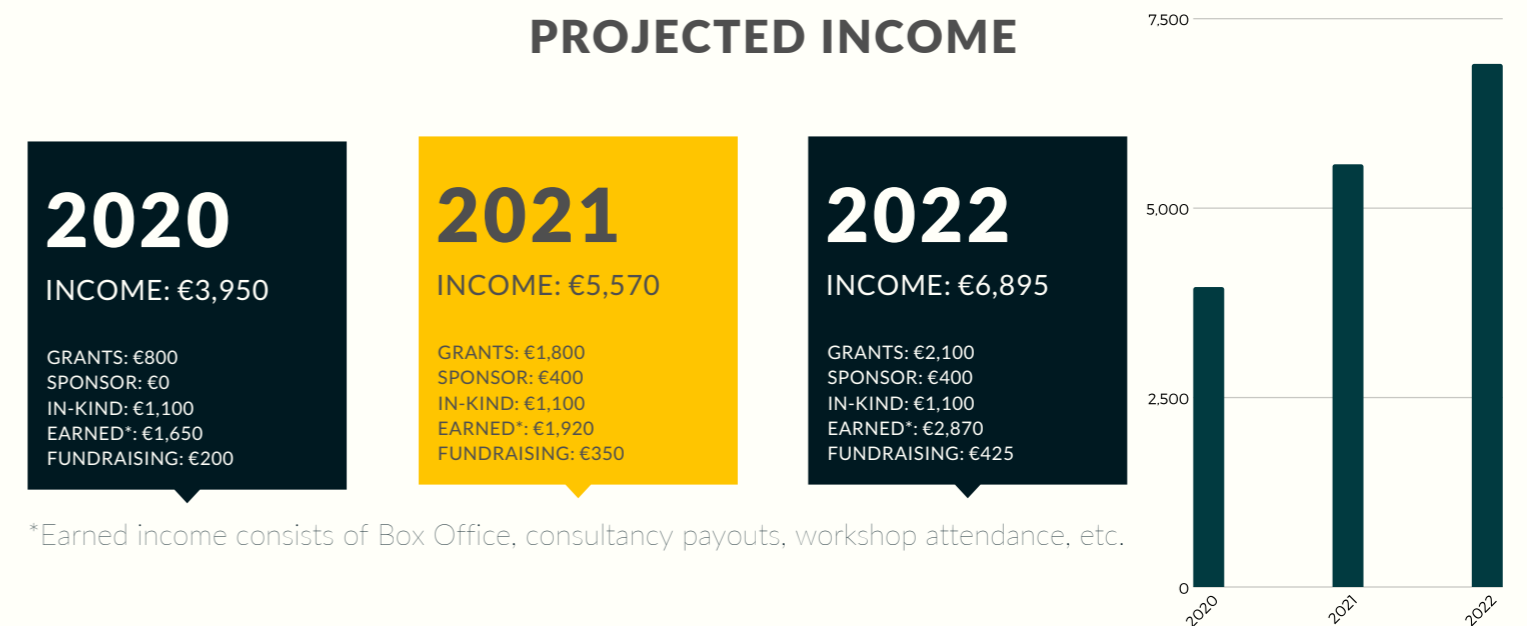 PROJECTED INCOME
2020
INCOME: €3,950
GRANTS: €800
SPONSOR: €0
IN-KIND: €1,100
EARNED*: €1,650
FUNDRAISING: €200
2021
INCOME: €5,570
GRANTS: €1,800
SPONSOR: €400
IN-KIND: €1,100
EARNED*: €1,920
FUNDRAISING: €350
2022
INCOME: €6,895
GRANTS: €2,100
SPONSOR: €400
IN-KIND: €1,100
EARNED*: €2,870
FUNDRAISING: €425
*Earned income consists of Box Office, consultancy payouts, workshop attendance, etc.
7,500
5,000
2,500
0
2020
2021
2022